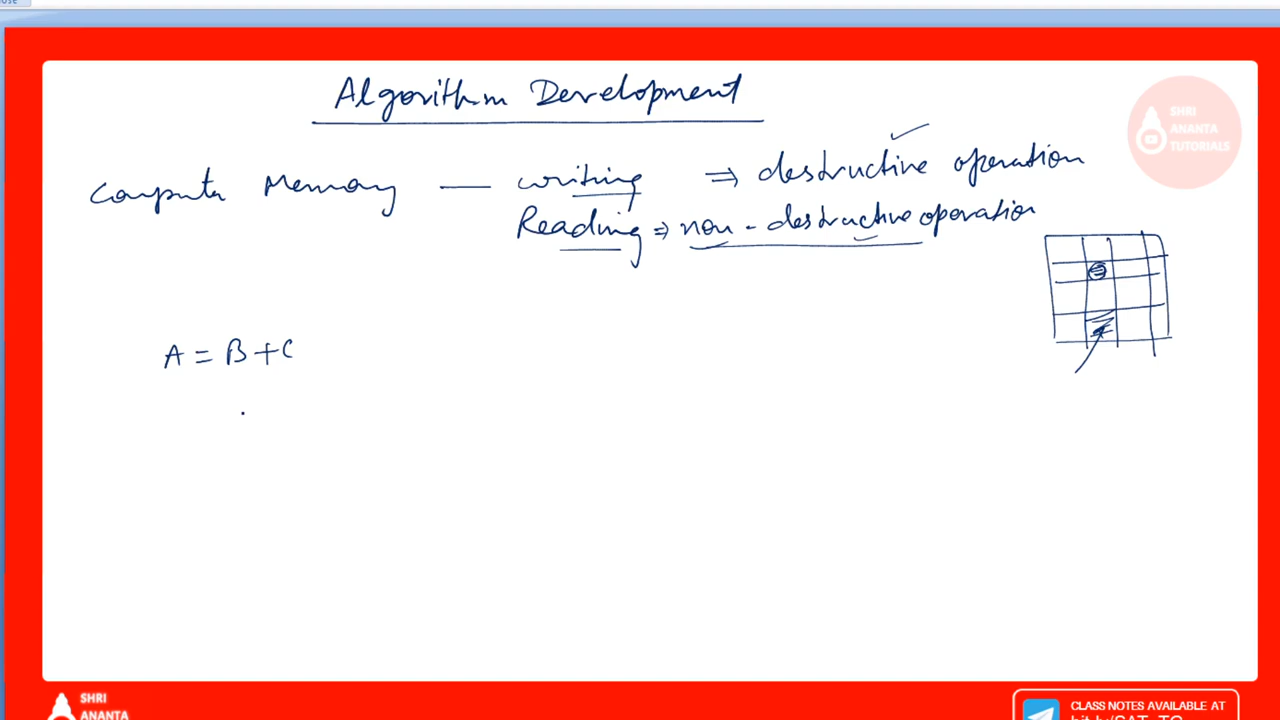 ose
Algorithm Development
SHRI
ANANTA
TUTORIALS
Computer Memory — writing ⇒ destructive operation
Reading ⇒ non - destructive operation
A = B + C
SHRI
ANANTA
CLASS NOTES AVAILABLE AT